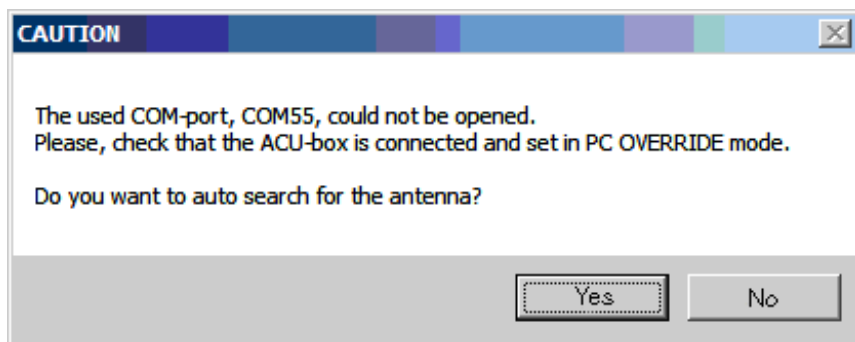 CAUTION
The used COM-port, COM55, could not be opened.
Please, check that the ACU-box is connected and set in PC OVERRIDE mode.
Do you want to auto search for the antenna?
Yes
No